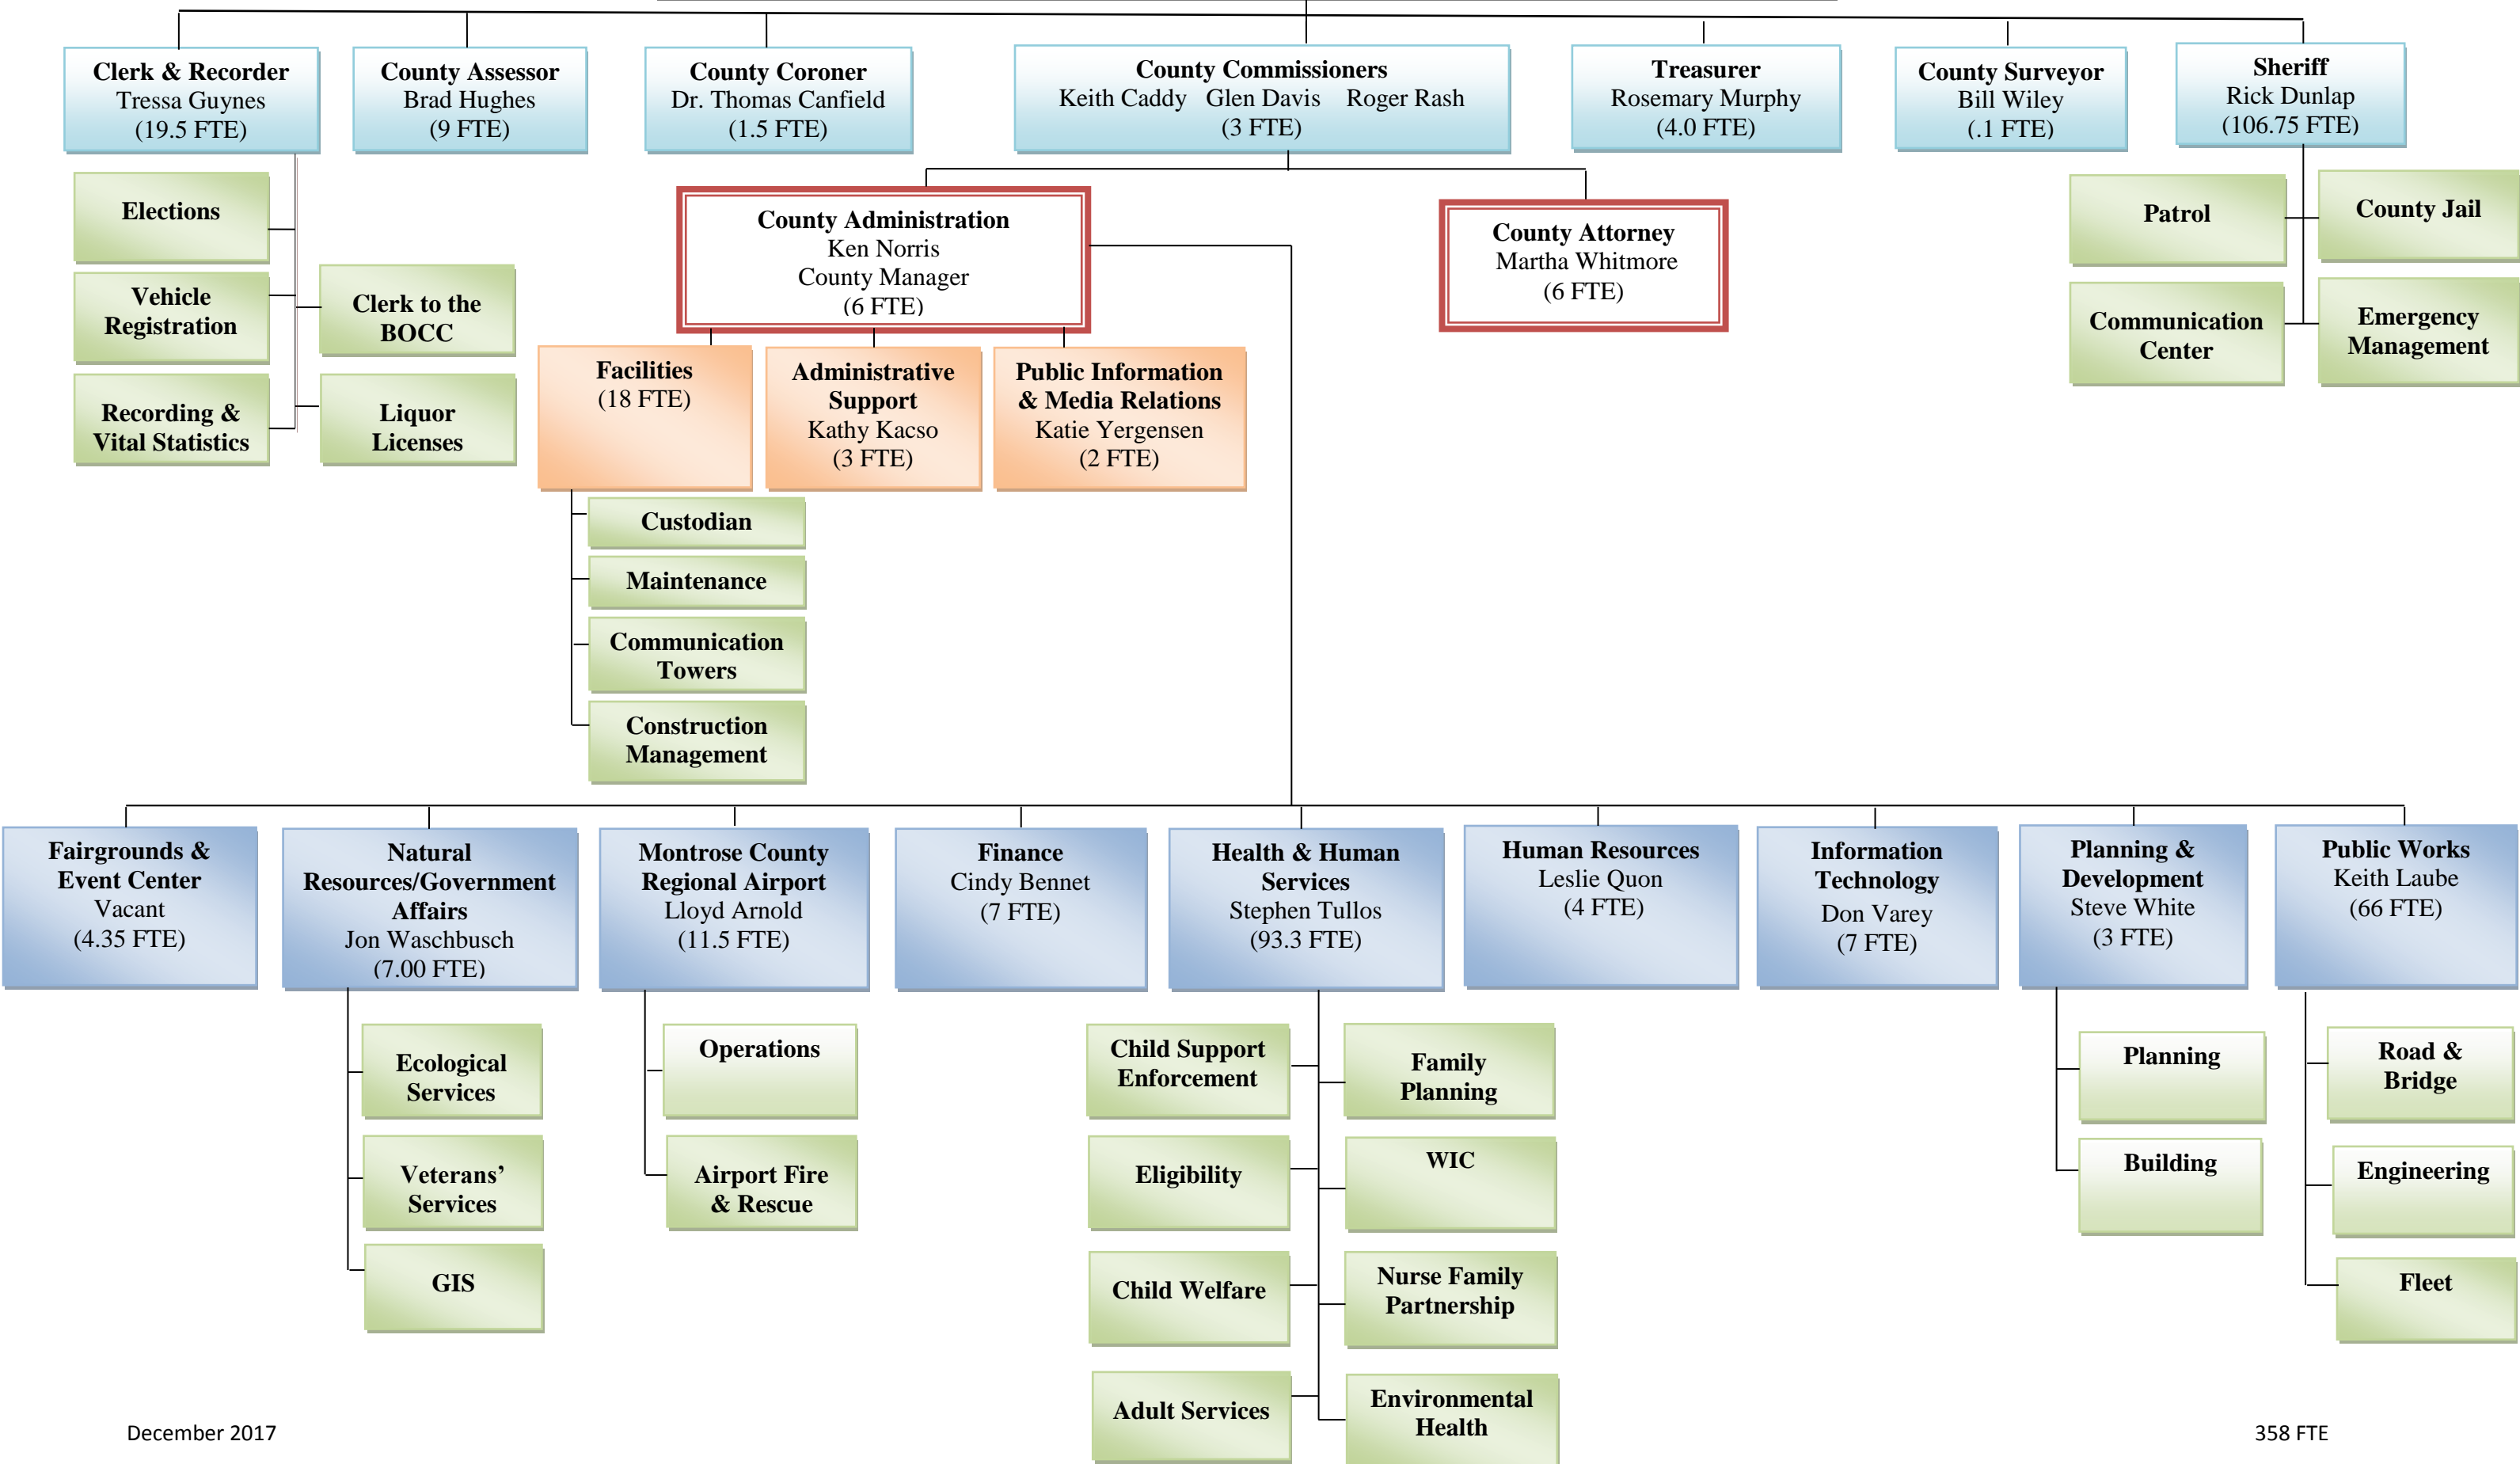 Clerk & Recorder
Tressa Guynes
(19.5 FTE)
County Assessor
Brad Hughes
(9 FTE)
County Coroner
Dr. Thomas Canfield
(1.5 FTE)
County Commissioners
Keith Caddy Glen Davis Roger Rash
(3 FTE)
Treasurer
Rosemary Murphy
(4.0 FTE)
County Surveyor
Bill Wiley
(.1 FTE)
Sheriff
Rick Dunlap
(106.75 FTE)
Elections
Vehicle
Registration
Recording &
Vital Statistics
Clerk to the
BOCC
Liquor
Licenses
County Administration
Ken Norris
County Manager
(6 FTE)
County Attorney
Martha Whitmore
(6 FTE)
Patrol
County Jail
Communication
Center
Emergency
Management
Facilities
(18 FTE)
Administrative
Support
Kathy Kacso
(3 FTE)
Public Information
& Media Relations
Katie Yergensen
(2 FTE)
Custodian
Maintenance
Communication
Towers
Construction
Management
Fairgrounds &
Event Center
Vacant
(4.35 FTE)
Natural
Resources/Government
Affairs
Jon Waschbusch
(7.00 FTE)
Montrose County
Regional Airport
Lloyd Arnold
(11.5 FTE)
Finance
Cindy Bennet
(7 FTE)
Health & Human
Services
Stephen Tullos
(93.3 FTE)
Human Resources
Leslie Quon
(4 FTE)
Information
Technology
Don Varey
(7 FTE)
Planning &
Development
Steve White
(3 FTE)
Public Works
Keith Laube
(66 FTE)
Ecological
Services
Veterans’
Services
GIS
Operations
Airport Fire
& Rescue
Child Support
Enforcement
Eligibility
Child Welfare
Adult Services
Family
Planning
WIC
Nurse Family
Partnership
Environmental
Health
Planning
Building
Road &
Bridge
Engineering
Fleet
December 2017
358 FTE